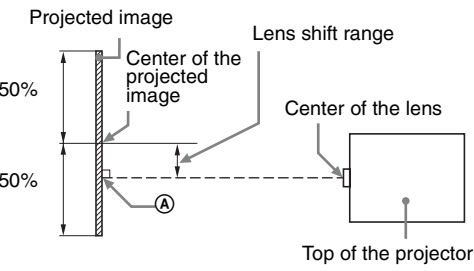 Projected image
Lens shift range
Center of the
projected
image
50%
Center of the lens
50%
A
Top of the projector